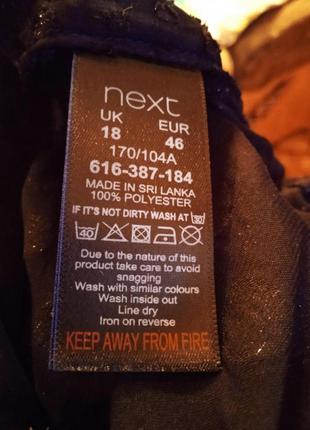 next
UK EUR
18 46
170/104A
616-387-184
MADE IN SRI LANKA
100% POLYESTER
IF IT'S NOT DIRTY WASH AT 30
40
Due to the nature of this
product take care to avoid
snagging
Wash with similar colours
Wash inside out
Line dry
Iron on reverse
KEEP AWAY FROM FIRE